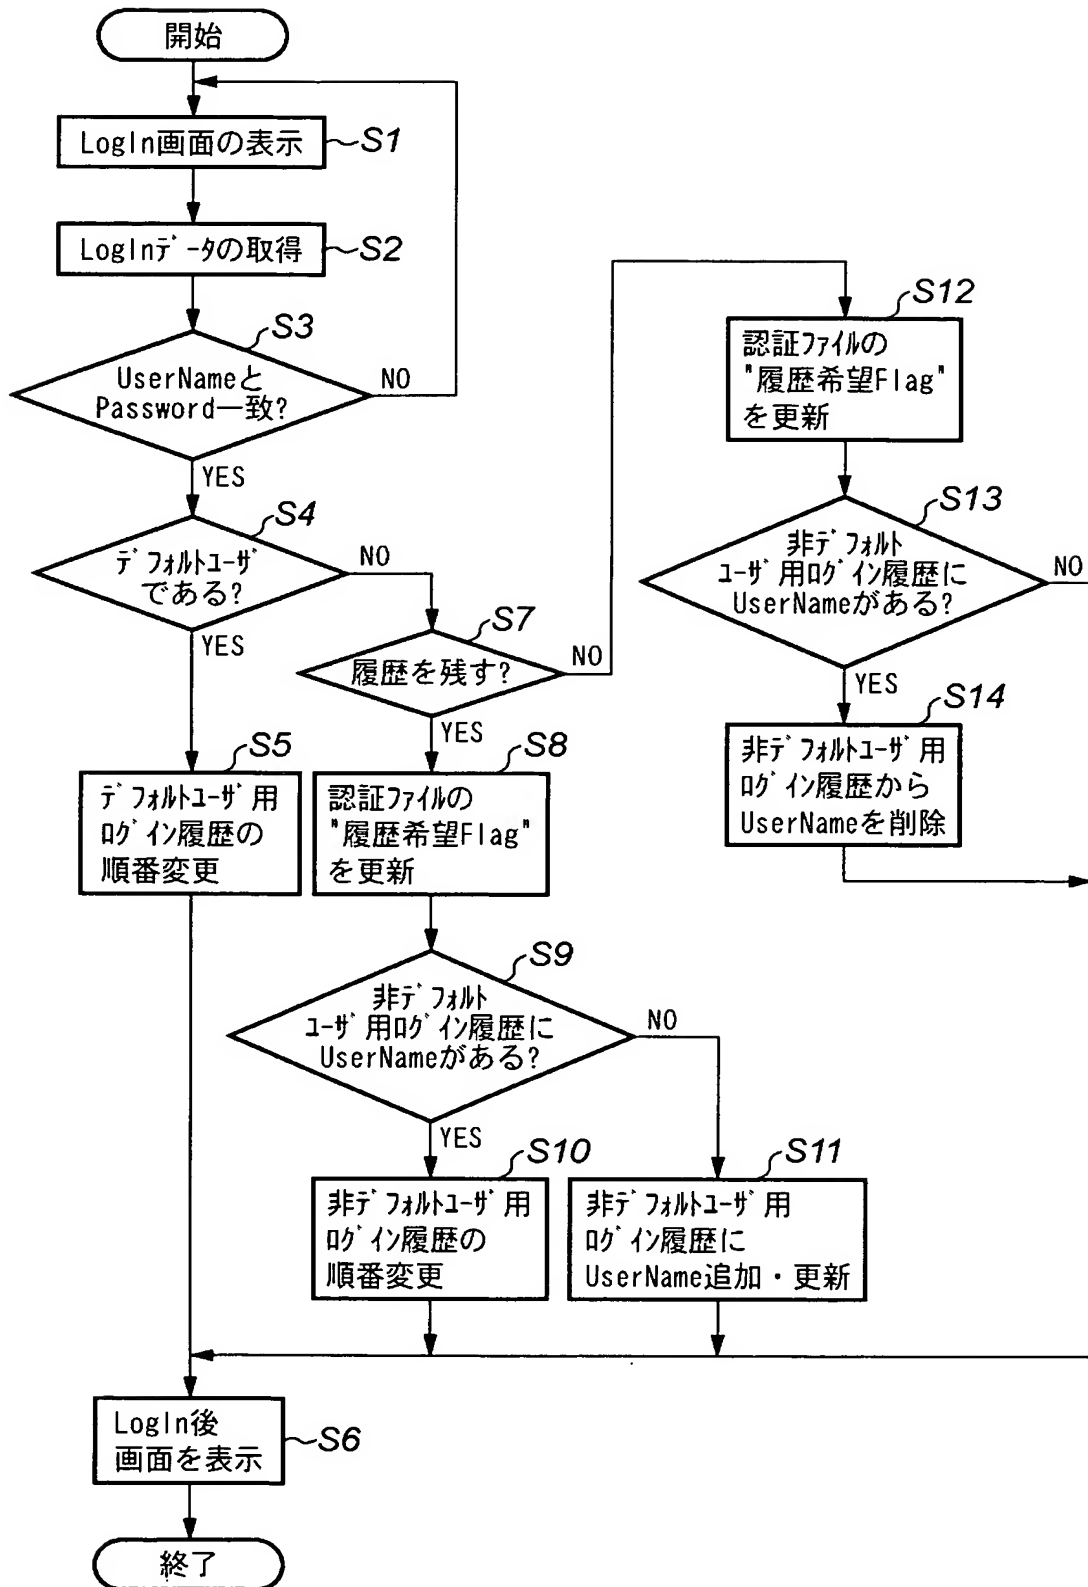 開始
LogIn画面の表示
S1
LogInデータの取得
S2
S3
UserNameと
Password一致?
NO
YES
S4
デフォルトユーザ
である?
NO
YES
S5
デフォルトユーザ用
ログイン履歴の
順番変更
S7
履歴を残す?
NO
YES
S8
認証ファイルの
"履歴希望Flag"
を更新
S9
非デフォルト
ユーザ用ログイン履歴に
UserNameがある?
NO
YES
S10
非デフォルトユーザ用
ログイン履歴の
順番変更
S11
非デフォルトユーザ用
ログイン履歴に
UserName追加・更新
S12
認証ファイルの
"履歴希望Flag"
を更新
S13
非デフォルト
ユーザ用ログイン履歴に
UserNameがある?
NO
YES
S14
非デフォルトユーザ用
ログイン履歴から
UserNameを削除
LogIn後
画面を表示
S6
終了